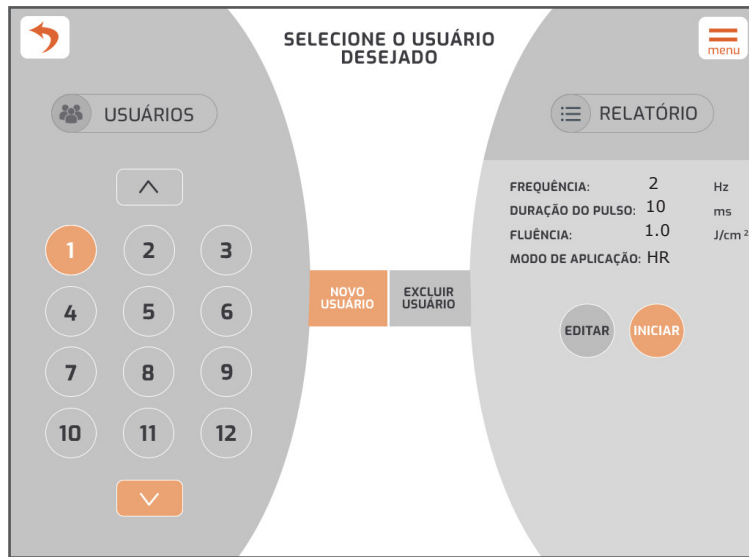 SELECIONE O USUÁRIO
DESEJADO
menu
USUÁRIOS
RELATÓRIO
FREQUÊNCIA: 2 Hz
DURAÇÃO DO PULSO: 10 ms
FLUÊNCIA: 1.0 J/cm²
MODO DE APLICAÇÃO: HR
1 2 3
NOVO
USUÁRIO
EXCLUIR
USUÁRIO
4 5 6
EDITAR
INICIAR
7 8 9
10 11 12